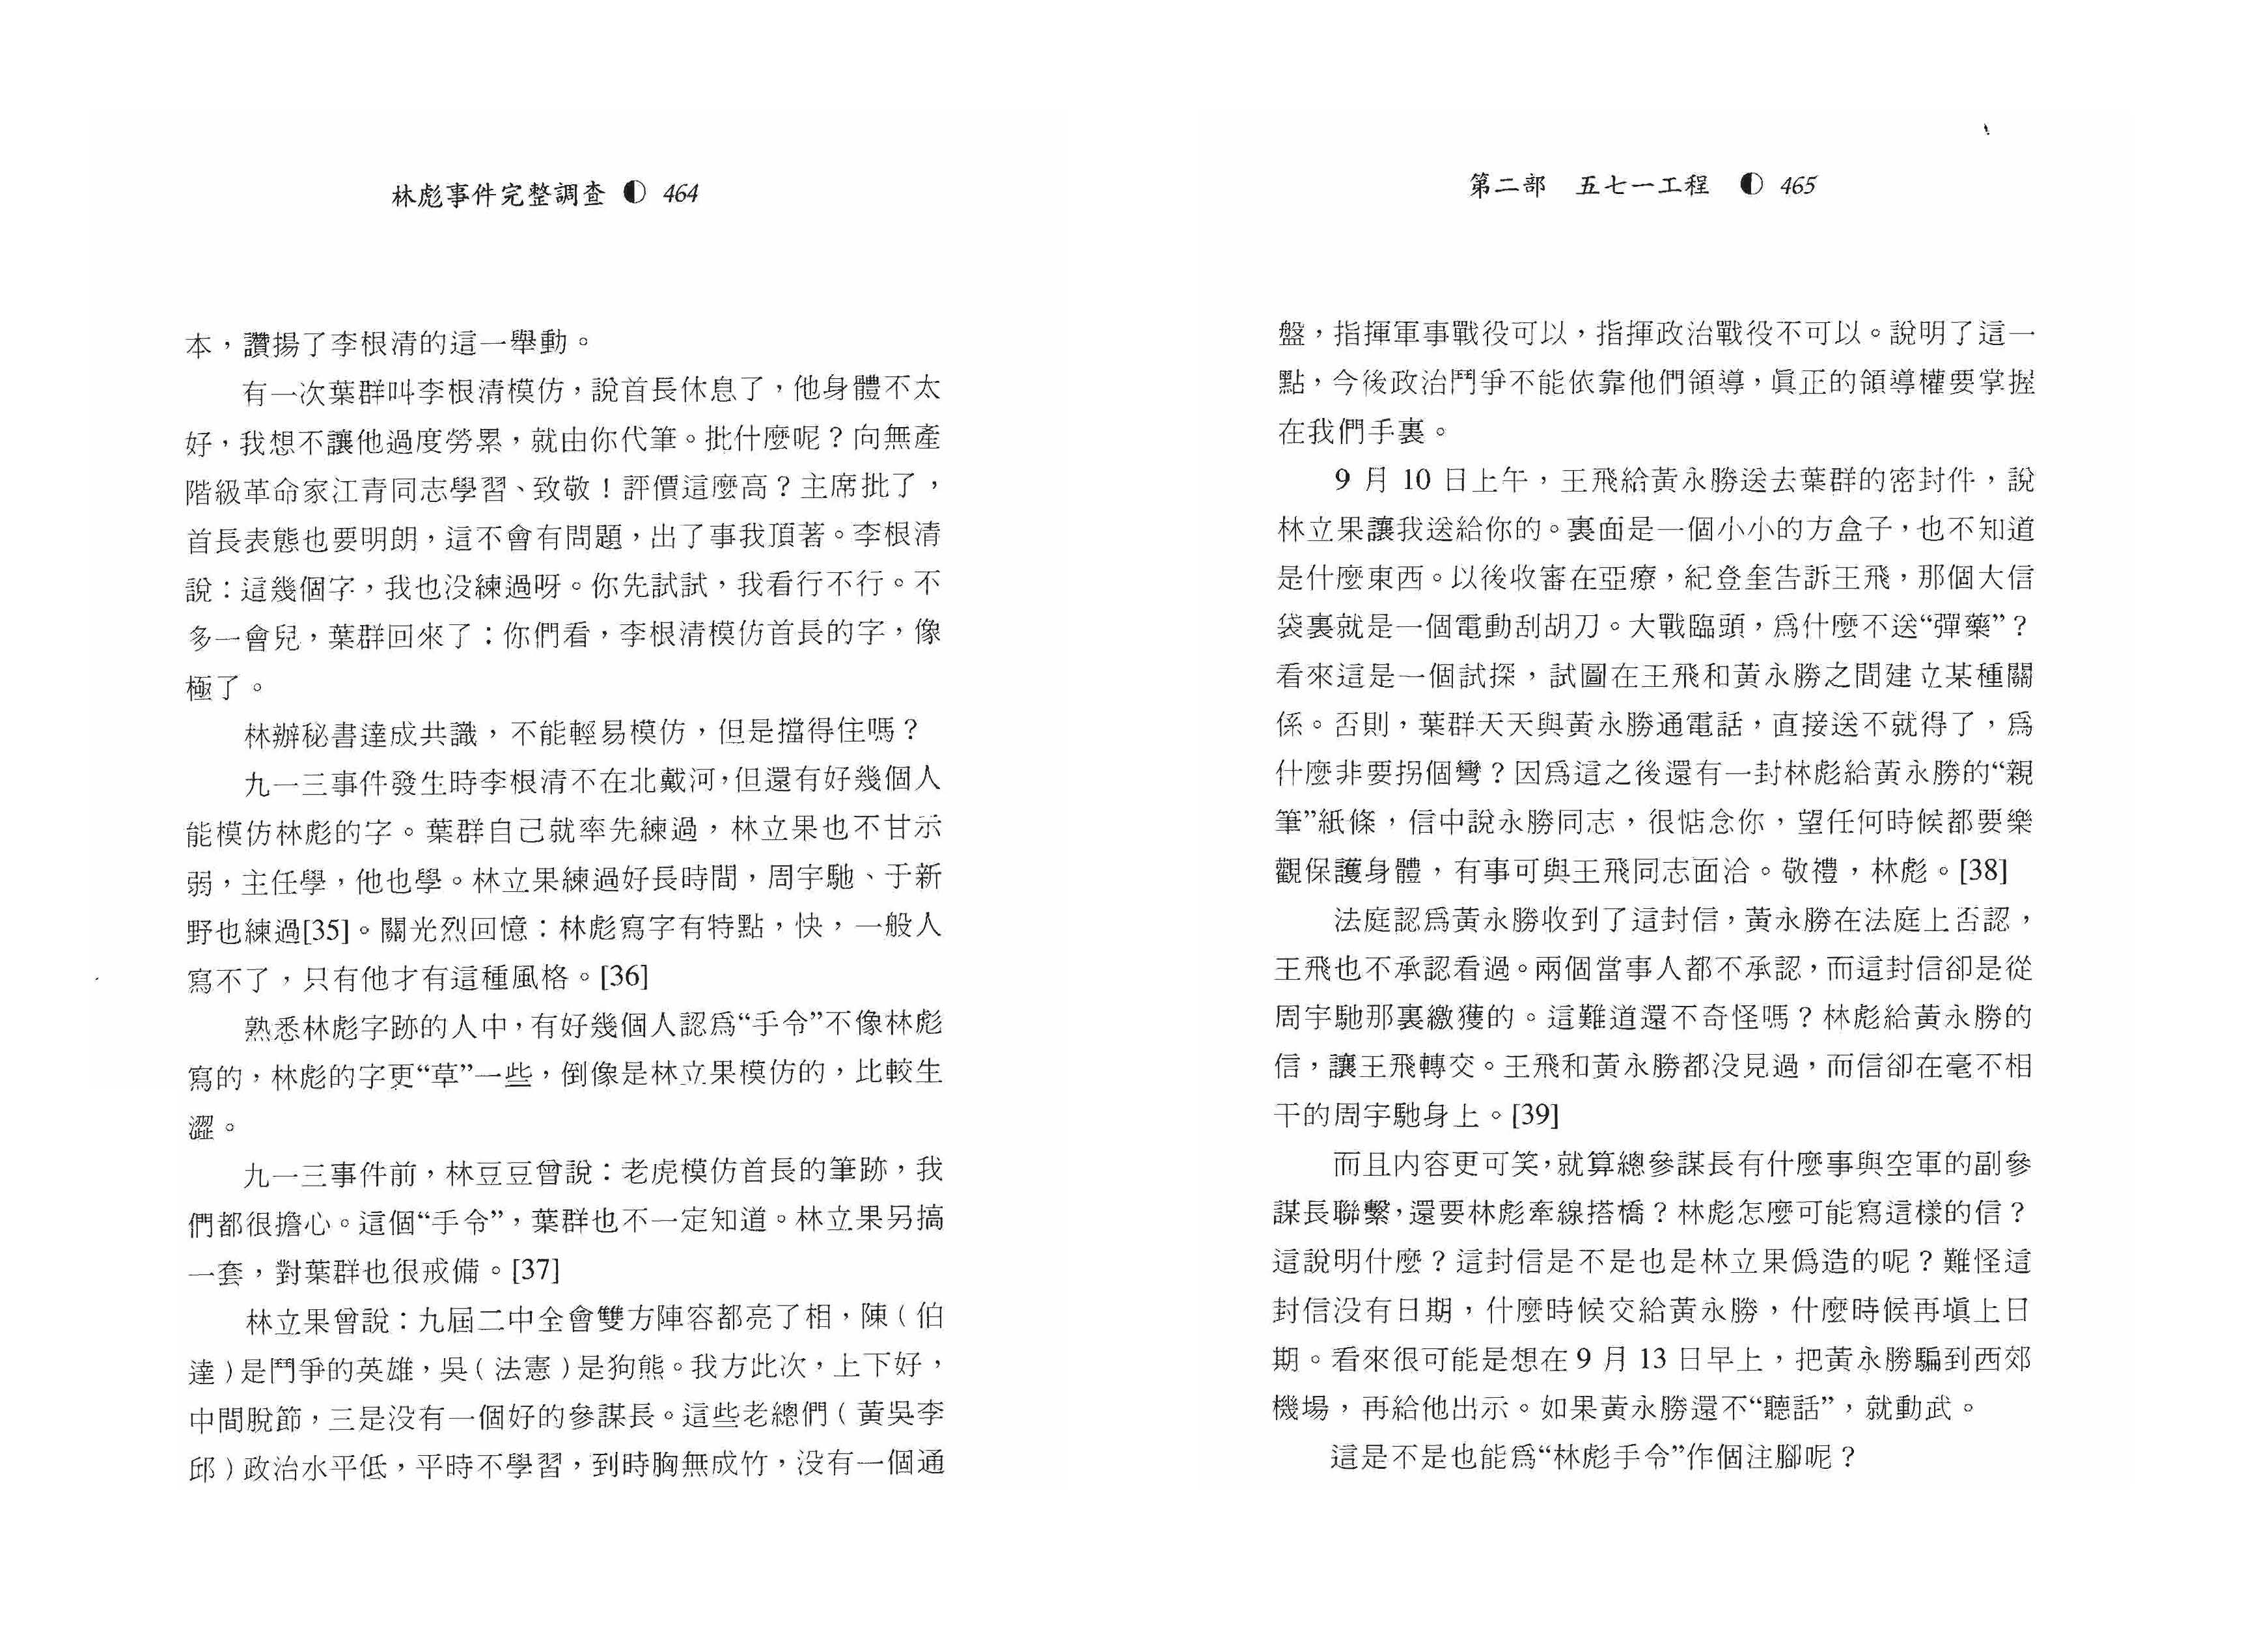 林彪事件完整調查 ◐ 464
本，讚揚了李根清的這一舉動。
有一次葉群叫李根清模仿，說首長休息了，他身體不太
好，我想不讓他過度勞累，就由你代筆。批什麼呢？向無產
階級革命家江青同志學習、致敬！評價這麼高？主席批了，
首長表態也要明朗，這不會有問題，出了事我頂著。李根清
說：這幾個字，我也没練過呀。你先試試，我看行不行。不
多一會兒，葉群回來了：你們看，李根清模仿首長的字，像
極了。
林辦秘書達成共識，不能輕易模仿，但是擋得住嗎？
九一三事件發生時李根清不在北戴河，但還有好幾個人
能模仿林彪的字。葉群自己就率先練過，林立果也不甘示
弱，主任學，他也學。林立果練過好長時間，周宇馳、于新
野也練過[35]。關光烈回憶：林彪寫字有特點，快，一般人
寫不了，只有他才有這種風格。[36]
熟悉林彪字跡的人中，有好幾個人認爲“手令”不像林彪
寫的，林彪的字更“草”一些，倒像是林立果模仿的，比較生
澀。
九一三事件前，林豆豆曾說：老虎模仿首長的筆跡，我
們都很擔心。這個“手令”，葉群也不一定知道。林立果另搞
一套，對葉群也很戒備。[37]
林立果曾說：九屆二中全會雙方陣容都亮了相，陳（伯
達）是鬥爭的英雄，吳（法憲）是狗熊。我方此次，上下好，
中間脫節，三是没有一個好的參謀長。這些老總們（黃吳李
邱）政治水平低，平時不學習，到時胸無成竹，没有一個通
第二部 五七一工程 ◐ 465
盤，指揮軍事戰役可以，指揮政治戰役不可以。說明了這一
點，今後政治鬥爭不能依靠他們領導，眞正的領導權要掌握
在我們手裏。
9 月 10 日上午，王飛給黃永勝送去葉群的密封件，說
林立果讓我送給你的。裏面是一個小小的方盒子，也不知道
是什麼東西。以後收審在亞療，紀登奎告訴王飛，那個大信
袋裏就是一個電動刮胡刀。大戰臨頭，爲什麼不送“彈藥”？
看來這是一個試探，試圖在王飛和黃永勝之間建立某種關
係。否則，葉群天天與黃永勝通電話，直接送不就得了，爲
什麼非要拐個彎？因爲這之後還有一封林彪給黃永勝的“親
筆”紙條，信中說永勝同志，很惦念你，望任何時候都要樂
觀保護身體，有事可與王飛同志面洽。敬禮，林彪。[38]
法庭認爲黃永勝收到了這封信，黃永勝在法庭上否認，
王飛也不承認看過。兩個當事人都不承認，而這封信卻是從
周宇馳那裏繳獲的。這難道還不奇怪嗎？林彪給黃永勝的
信，讓王飛轉交。王飛和黃永勝都没見過，而信卻在毫不相
干的周宇馳身上。[39]
而且内容更可笑，就算總參謀長有什麼事與空軍的副參
謀長聯繫，還要林彪牽線搭橋？林彪怎麼可能寫這樣的信？
這說明什麼？這封信是不是也是林立果僞造的呢？難怪這
封信没有日期，什麼時候交給黃永勝，什麼時候再塡上日
期。看來很可能是想在 9 月 13 日早上，把黃永勝騙到西郊
機場，再給他出示。如果黃永勝還不“聽話”，就動武。
這是不是也能爲“林彪手令”作個注腳呢？